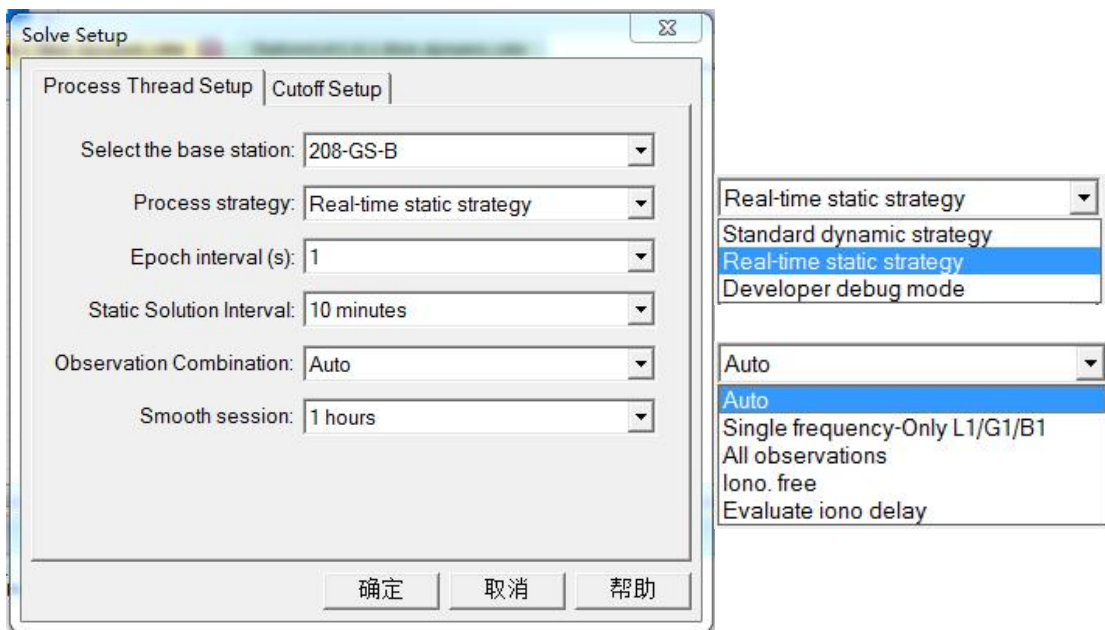 Solve Setup
Process Thread Setup
Cutoff Setup
Select the base station: 208-GS-B
Process strategy: Real-time static strategy
Epoch interval (s): 1
Static Solution Interval: 10 minutes
Observation Combination: Auto
Smooth session: 1 hours
确定
取消
帮助
Real-time static strategy
Standard dynamic strategy
Real-time static strategy
Developer debug mode
Auto
Auto
Single frequency-Only L1/G1/B1
All observations
Iono. free
Evaluate iono delay